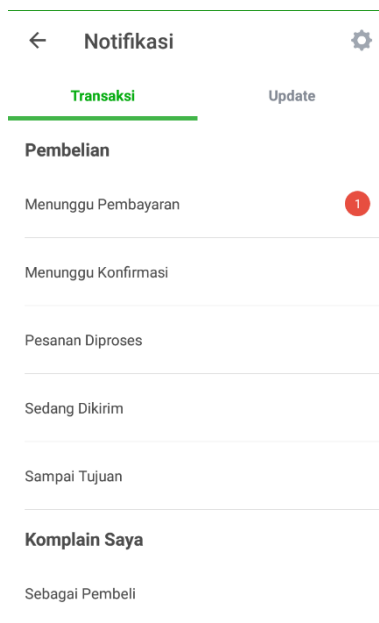 Notifikasi
Transaksi
Update
Pembelian
Menunggu Pembayaran
1
Menunggu Konfirmasi
Pesanan Diproses
Sedang Dikirim
Sampai Tujuan
Komplain Saya
Sebagai Pembeli